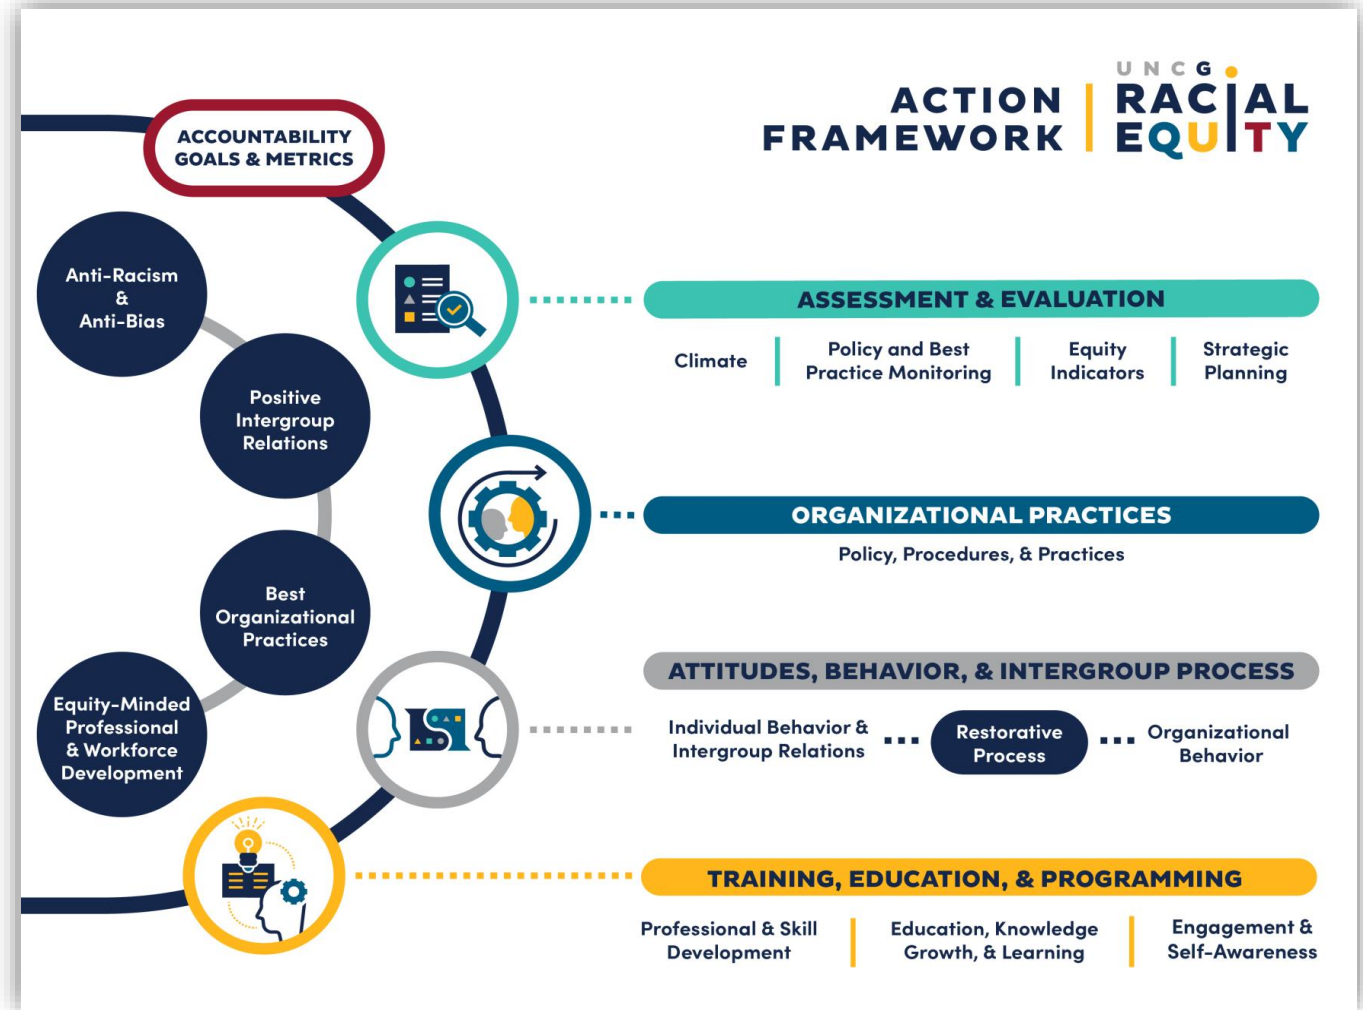 ACTION
FRAMEWORK
UNCG
RACIAL
EQUITY
ACCOUNTABILITY
GOALS & METRICS
Anti-Racism
&
Anti-Bias
Positive
Intergroup
Relations
Best
Organizational
Practices
Equity-Minded
Professional
& Workforce
Development
ASSESSMENT & EVALUATION
Climate
Policy and Best
Practice Monitoring
Equity
Indicators
Strategic
Planning
ORGANIZATIONAL PRACTICES
Policy, Procedures, & Practices
ATTITUDES, BEHAVIOR, & INTERGROUP PROCESS
Individual Behavior &
Intergroup Relations
Restorative
Process
Organizational
Behavior
TRAINING, EDUCATION, & PROGRAMMING
Professional & Skill
Development
Education, Knowledge
Growth, & Learning
Engagement &
Self-Awareness